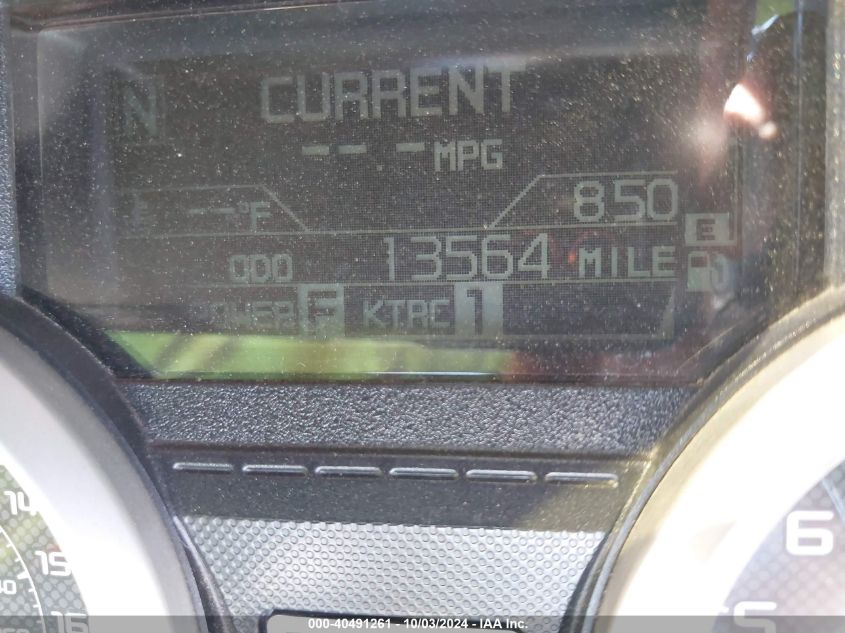 N CURRENT
-- . - MPG
-- °F 850
ODO 13564 MILE E
POWER F KTRC 1
14
15
16
6
000-40491261 - 10/03/2024 - IAA Inc.